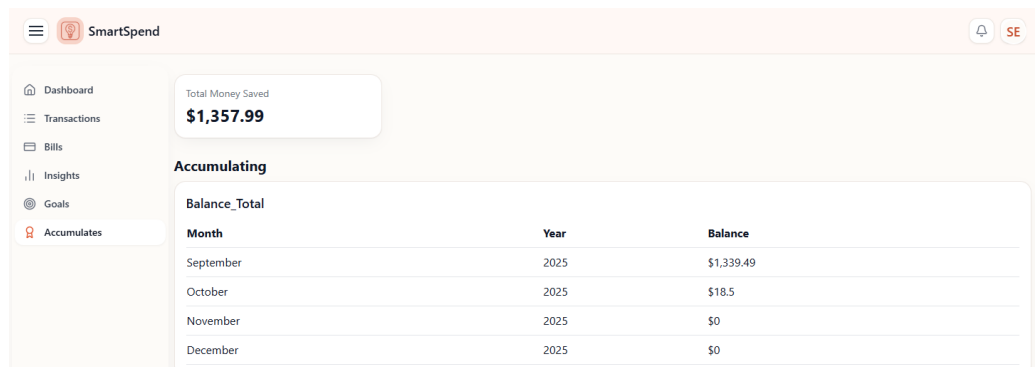 SmartSpend
SE
Dashboard
Transactions
Bills
Insights
Goals
Accumulates
Total Money Saved
$1,357.99
Accumulating
Balance_Total
Month Year Balance
September 2025 $1,339.49
October 2025 $18.5
November 2025 $0
December 2025 $0